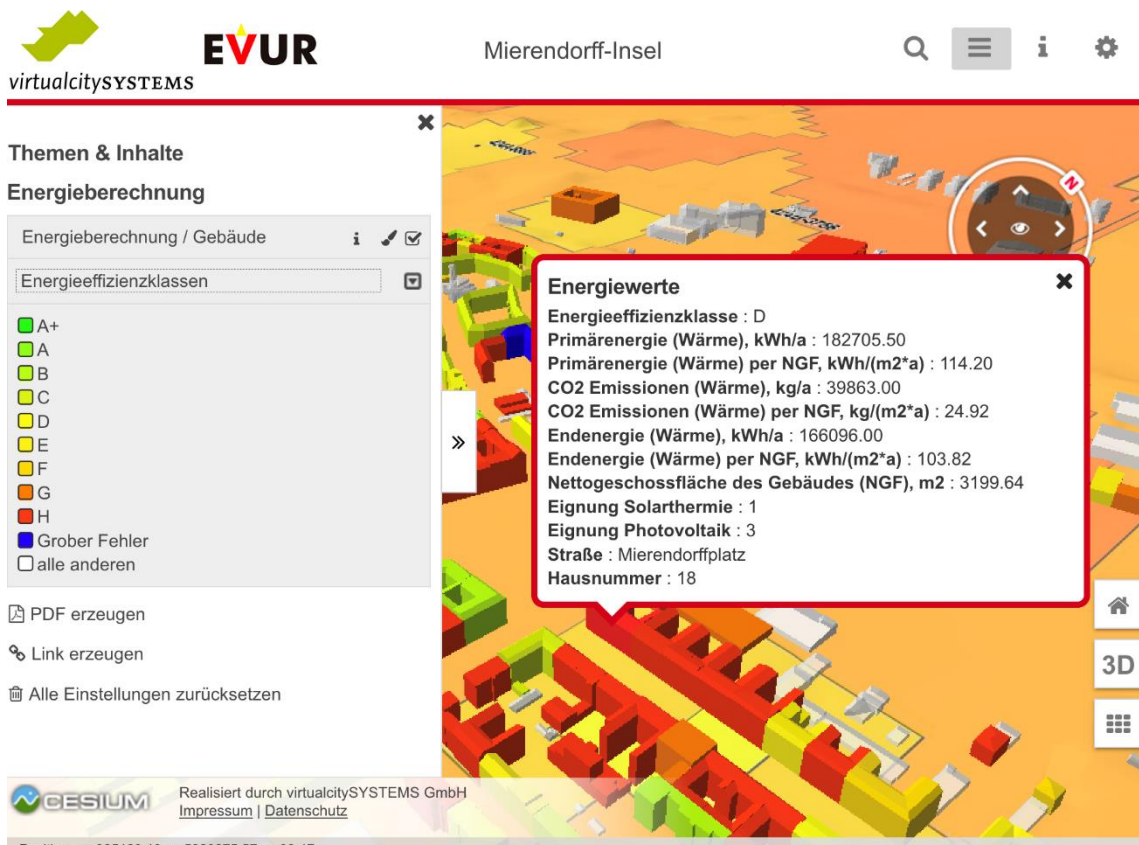 virtualcitySYSTEMS
EVUR
Mierendorff-Insel
Themen & Inhalte
Energieberechnung
Energieberechnung / Gebäude
Energieeffizienzklassen
A+
A
B
C
D
E
F
G
H
Grober Fehler
alle anderen
PDF erzeugen
Link erzeugen
Alle Einstellungen zurücksetzen
N
Energiewerte
Energieeffizienzklasse : D
Primärenergie (Wärme), kWh/a : 182705.50
Primärenergie (Wärme) per NGF, kWh/(m2*a) : 114.20
CO2 Emissionen (Wärme), kg/a : 39863.00
CO2 Emissionen (Wärme) per NGF, kg/(m2*a) : 24.92
Endenergie (Wärme), kWh/a : 166096.00
Endenergie (Wärme) per NGF, kWh/(m2*a) : 103.82
Nettogeschossfläche des Gebäudes (NGF), m2 : 3199.64
Eignung Solarthermie : 1
Eignung Photovoltaik : 3
Straße : Mierendorffplatz
Hausnummer : 18
3D
CESIUM
Realisiert durch virtualcitySYSTEMS GmbH
Impressum | Datenschutz